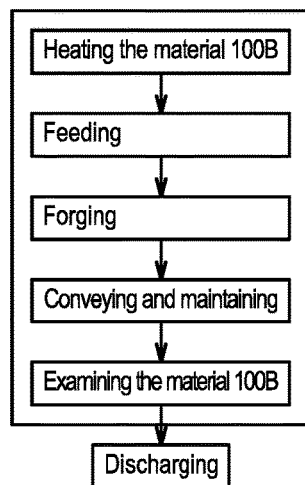 Heating the material 100B
Feeding
Forging
Conveying and maintaining
Examining the material 100B
Discharging